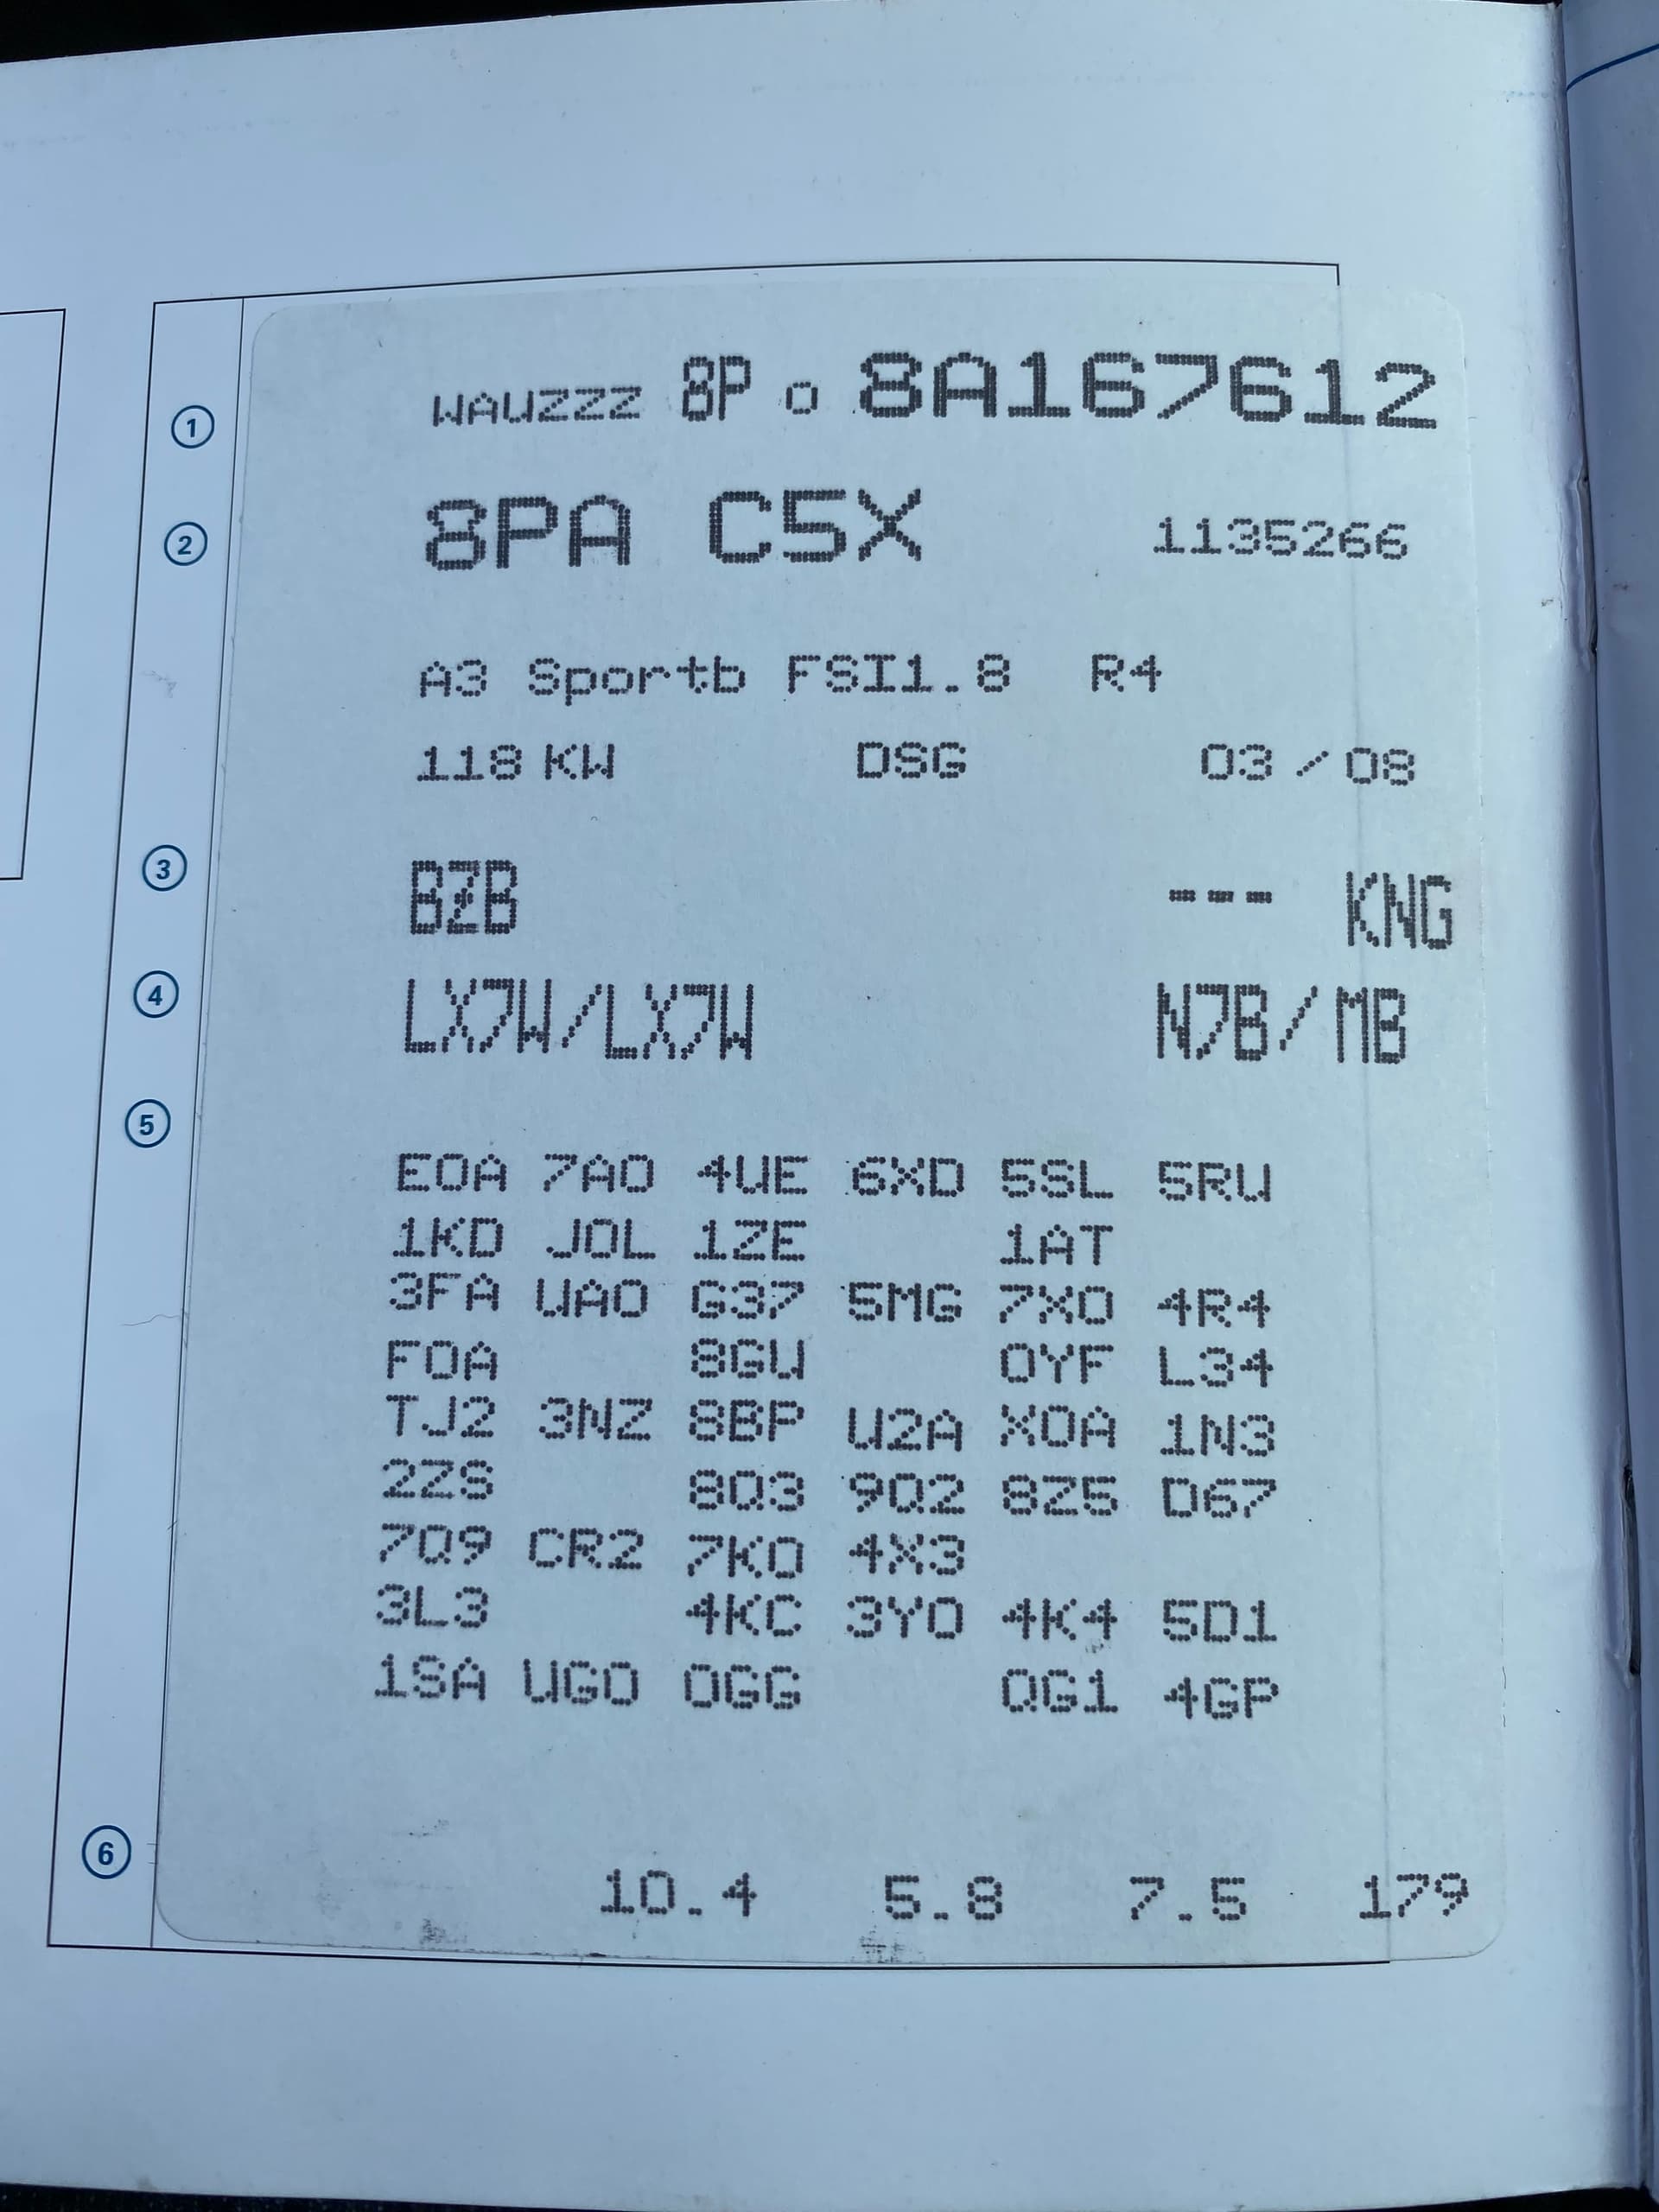 WAUZZZ 8P 0 8A167612
①
8PA C5X 1135266
②
A3 Sportb FSI1.8 R4
118 KW DSG 03 / 08
③
BZB --- KNG
④
LX7W/LX7W N7B/MB
⑤
E0A 7A0 4UE 6XD 5SL 5RU
1KD J0L 1ZE 1AT
3FA UA0 G37 5MG 7X0 4R4
F0A 8GU 0YF L34
TJ2 3NZ 8BP U2A X0A 1N3
2ZS 8Q3 9Q2 8Z5 D67
7Q9 CR2 7K0 4X3
3L3 4KC 3Y0 4K4 5D1
1SA UG0 0GG QG1 4GP
⑥
10.4 5.8 7.5 179